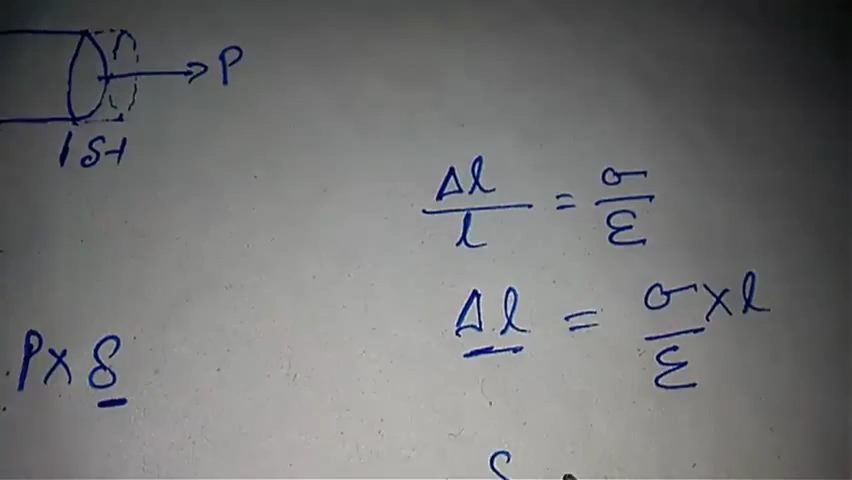 P
δ
Δl/l = σ/Ɛ
Δl = σ/Ɛ × l
P × δ